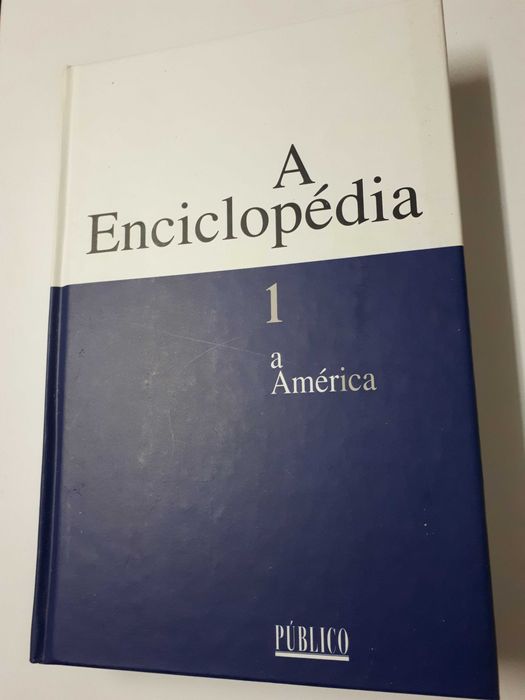 A
Enciclopédia
1
a
América
PÚBLICO